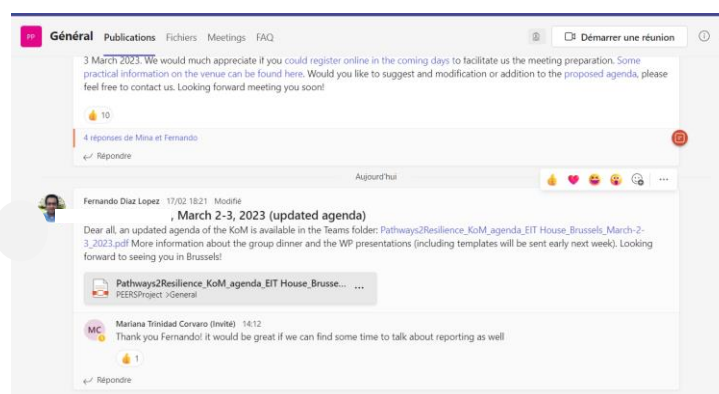 PP Général Publications Fichiers Meetings FAQ Démarrer une réunion
3 March 2023. We would much appreciate if you could register online in the coming days to facilitate us the meeting preparation. Some
practical information on the venue can be found here. Would you like to suggest and modification or addition to the proposed agenda, please
feel free to contact us. Looking forward meeting you soon!
10
4 réponses de Mina et Fernando
Répondre
Aujourd'hui
Fernando Diaz Lopez 17/02 18:21 Modifié
, March 2-3, 2023 (updated agenda)
Dear all, an updated agenda of the KoM is available in the Teams folder: Pathways2Resilience_KoM_agenda_EIT House_Brussels_March-2-
3_2023.pdf More information about the group dinner and the WP presentations (including templates will be sent early next week). Looking
forward to seeing you in Brussels!
Pathways2Resilience_KoM_agenda_EIT House_Brusse... ...
PEERSProject >General
MC Mariana Trinidad Corvaro (Invité) 14:12
Thank you Fernando! it would be great if we can find some time to talk about reporting as well
1
Répondre